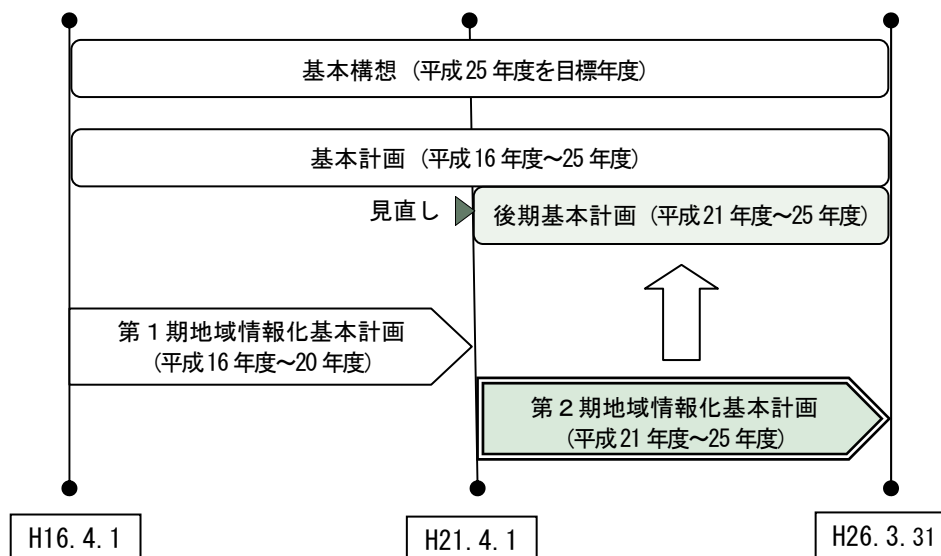 基本構想（平成25年度を目標年度）
基本計画（平成16年度～25年度）
見直し
後期基本計画（平成21年度～25年度）
第１期地域情報化基本計画
（平成16年度～20年度）
第２期地域情報化基本計画
（平成21年度～25年度）
H16.4.1
H21.4.1
H26.3.31